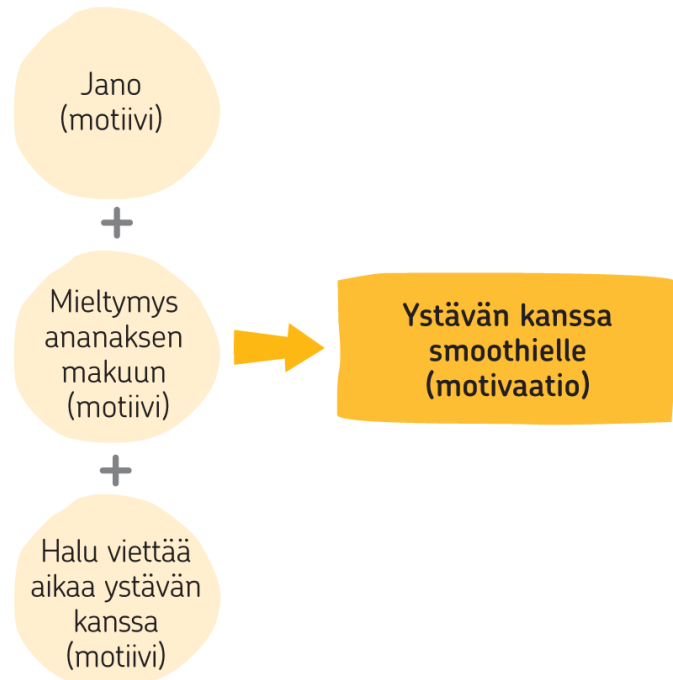 Jano
(motiivi)
+
Mieltymys
ananaksen
makuun
(motiivi)
+
Halu viettää
aikaa ystävän
kanssa
(motiivi)
Ystävän kanssa
smoothielle
(motivaatio)